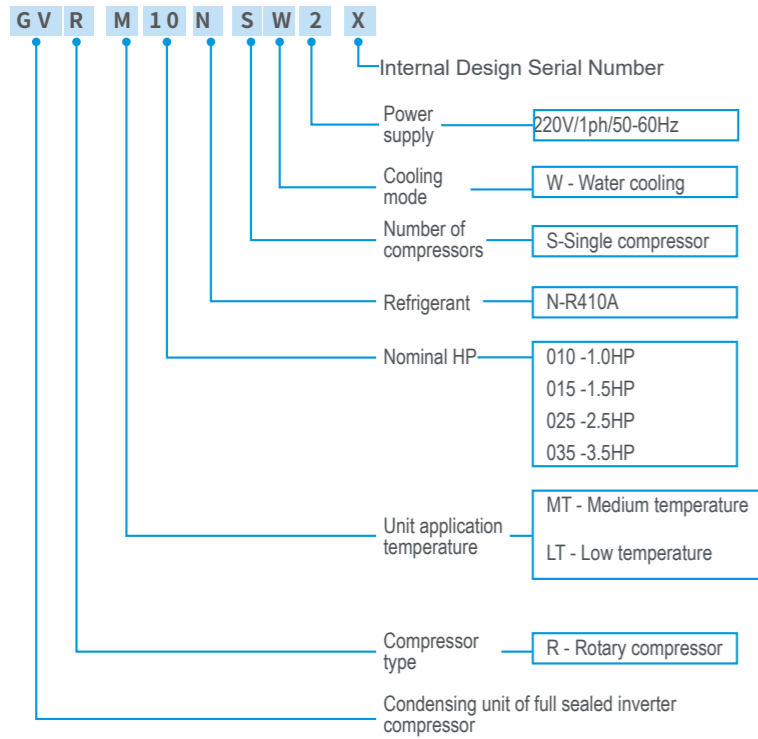 GV R M 10 N S W 2 X
Internal Design Serial Number
Power
supply
220V/1ph/50-60Hz
Cooling
mode
W - Water cooling
Number of
compressors
S-Single compressor
Refrigerant
N-R410A
Nominal HP
010 -1.0HP
015 -1.5HP
025 -2.5HP
035 -3.5HP
Unit application
temperature
MT - Medium temperature
LT - Low temperature
Compressor
type
R - Rotary compressor
Condensing unit of full sealed inverter
compressor